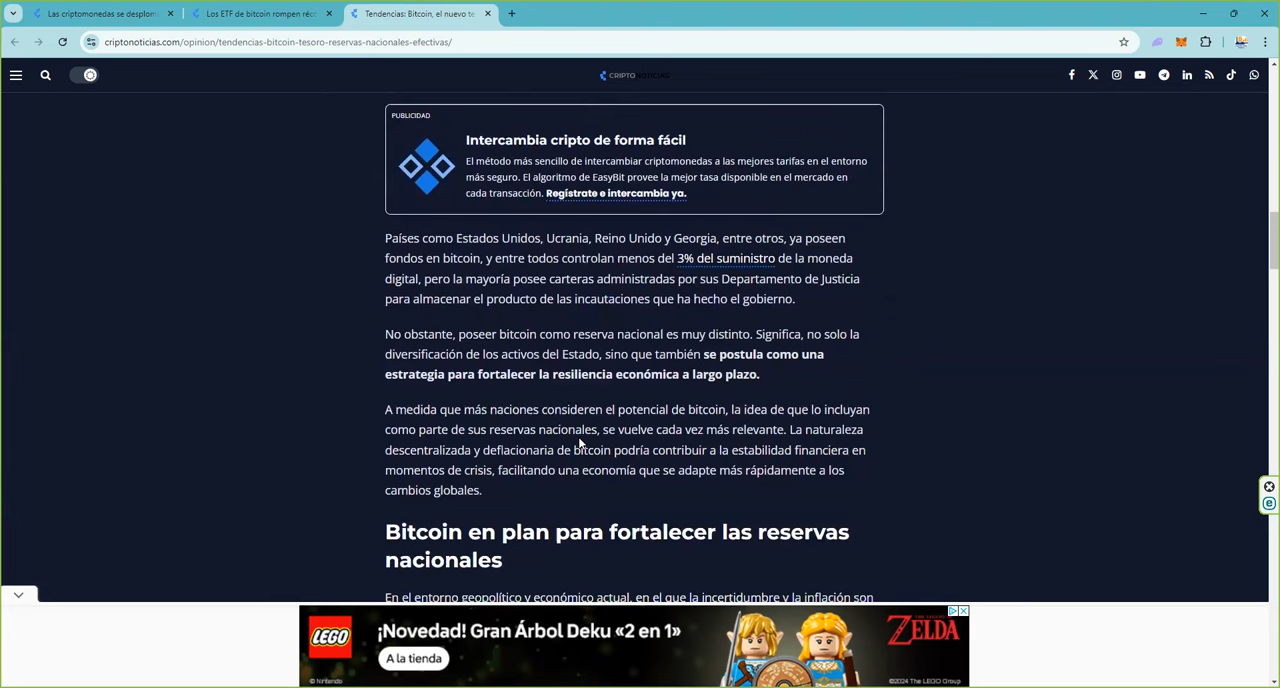 Las criptomonedas se desplom
Los ETF de bitcoin rompen réc
Tendencias: Bitcoin, el nuevo te
criptonoticias.com/opinion/tendencias-bitcoin-tesoro-reservas-nacionales-efectivas/
CRIPTONOTICIAS
PUBLICIDAD
Intercambia cripto de forma fácil
El método más sencillo de intercambiar criptomonedas a las mejores tarifas en el entorno
más seguro. El algoritmo de EasyBit provee la mejor tasa disponible en el mercado en
cada transacción. Regístrate e intercambia ya.
Países como Estados Unidos, Ucrania, Reino Unido y Georgia, entre otros, ya poseen
fondos en bitcoin, y entre todos controlan menos del 3% del suministro de la moneda
digital, pero la mayoría posee carteras administradas por sus Departamento de Justicia
para almacenar el producto de las incautaciones que ha hecho el gobierno.
No obstante, poseer bitcoin como reserva nacional es muy distinto. Significa, no solo la
diversificación de los activos del Estado, sino que también se postula como una
estrategia para fortalecer la resiliencia económica a largo plazo.
A medida que más naciones consideren el potencial de bitcoin, la idea de que lo incluyan
como parte de sus reservas nacionales, se vuelve cada vez más relevante. La naturaleza
descentralizada y deflacionaria de bitcoin podría contribuir a la estabilidad financiera en
momentos de crisis, facilitando una economía que se adapte más rápidamente a los
cambios globales.
Bitcoin en plan para fortalecer las reservas
nacionales
En el entorno geopolítico y económico actual, en el que la incertidumbre y la inflación son
LEGO
¡Novedad! Gran Árbol Deku «2 en 1»
A la tienda
ZELDA
© Nintendo
©2024 The LEGO Group